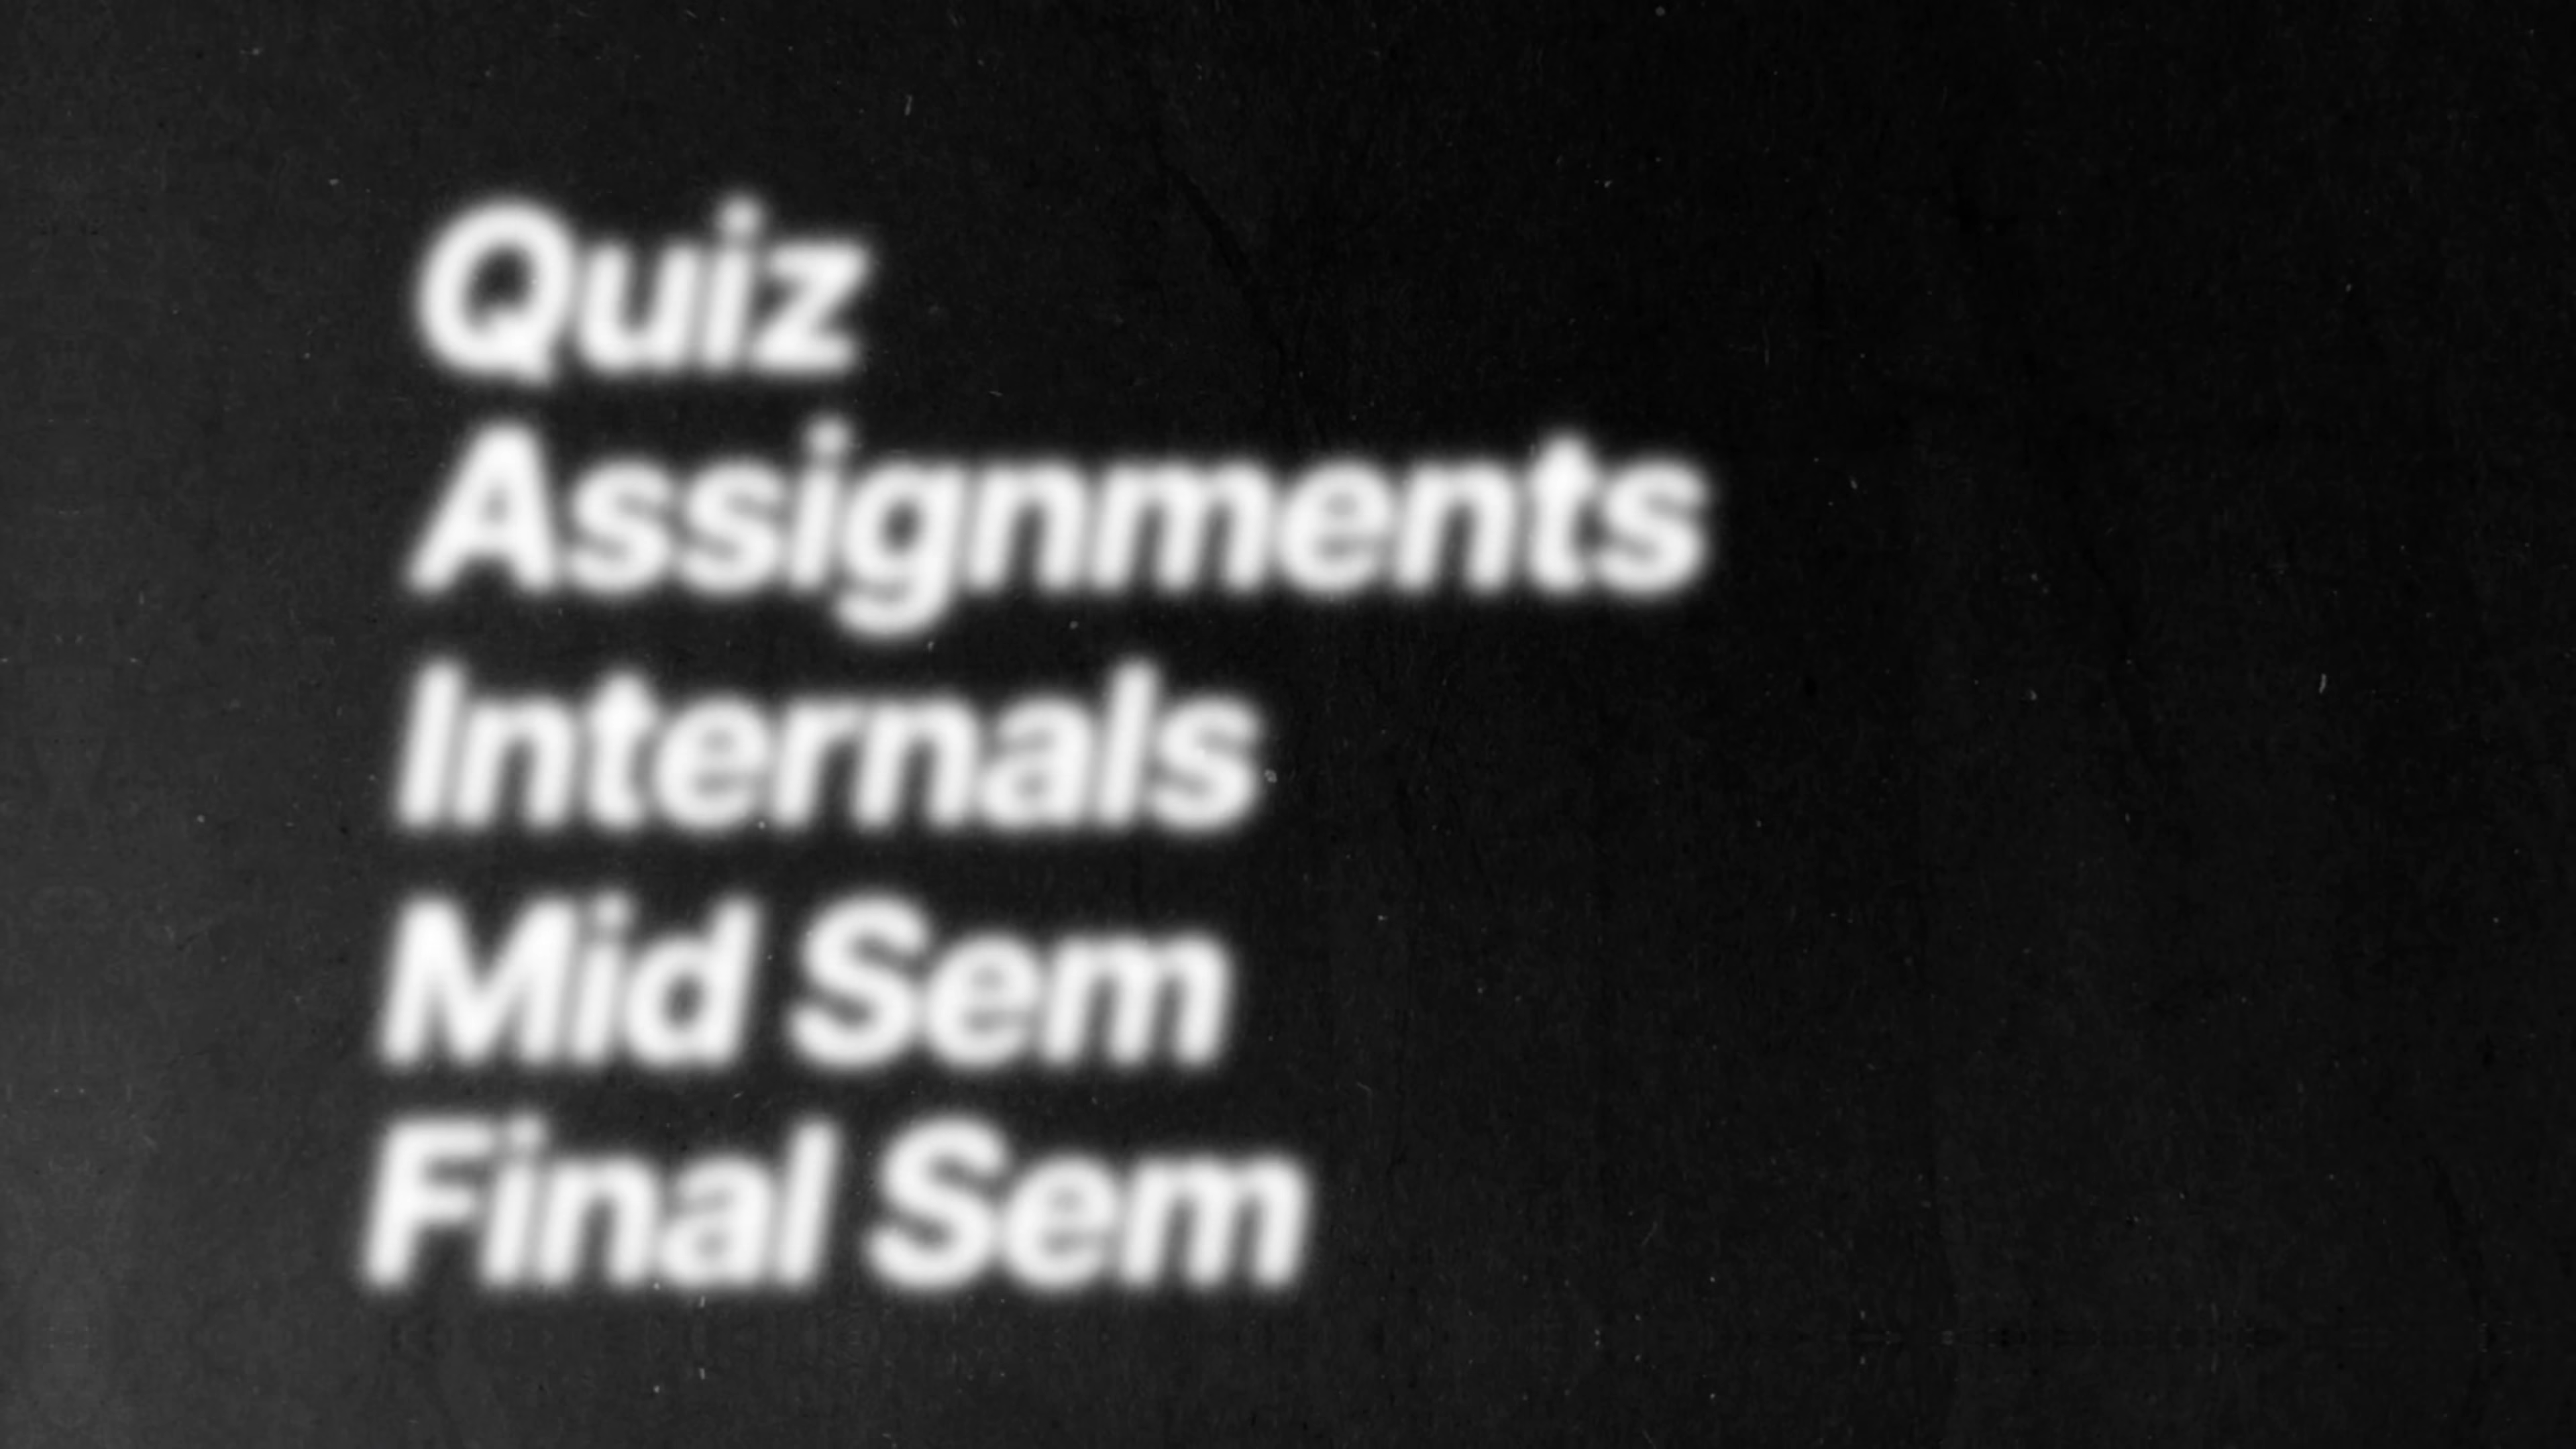 Quiz
Assignments
Internals
Mid Sem
Final Sem